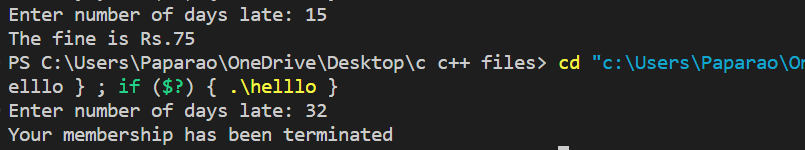 Enter number of days late: 15
The fine is Rs.75
PS C:\Users\Paparao\OneDrive\Desktop\c c++ files> cd "c:\Users\Paparao\On
elllo } ; if ($?) { .\helllo }
Enter number of days late: 32
Your membership has been terminated